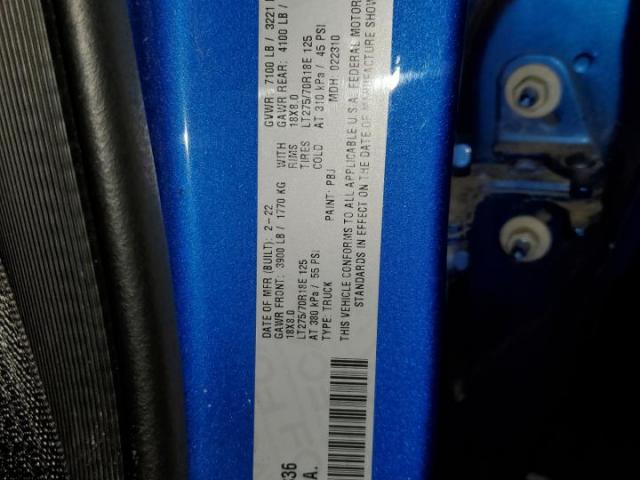 DATE OF MFR (BUILT): 2-22 GVWR: 7100 LB / 3221
GAWR FRONT: 3900 LB / 1770 KG WITH GAWR REAR: 4100 LB /
18X8.0 RIMS 18X8.0
LT275/70R18E 125 TIRES LT275/70R18E 125
AT 380 kPa / 55 PSI COLD AT 310 kPa / 45 PSI
TYPE: TRUCK PAINT: PBJ MDH: 022310
THIS VEHICLE CONFORMS TO ALL APPLICABLE U.S.A. FEDERAL MOTOR
STANDARDS IN EFFECT ON THE DATE OF MANUFACTURE SHOW
36
A.